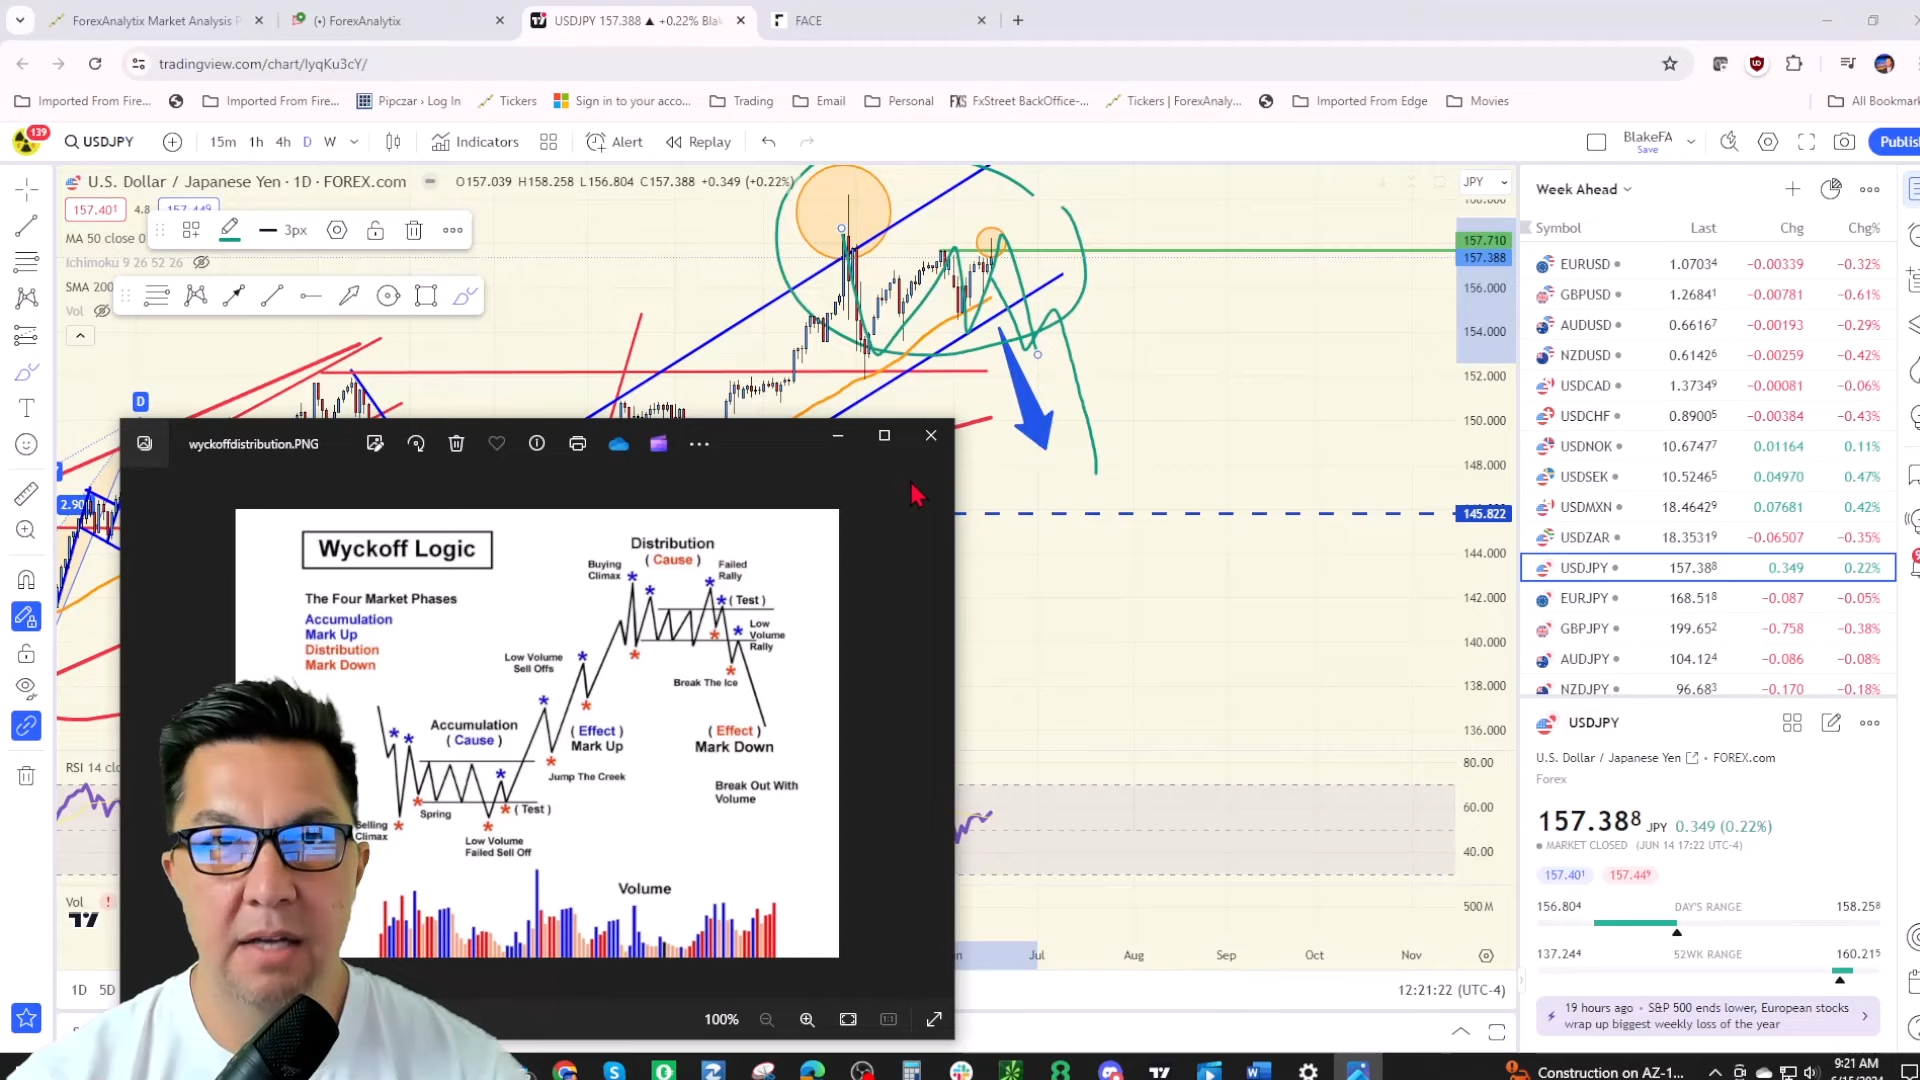 ForexAnalytix Market Analysis P
(•) ForexAnalytix
USDJPY 157.388 ▲ +0.22% Bla
FACE
tradingview.com/chart/IyqKu3cY/
Imported From Fire...
Imported From Fire...
Pipczar › Log In
Tickers
Sign in to your acco...
Trading
Email
Personal
FXS FxStreet BackOffice-...
Tickers | ForexAnaly...
Imported From Edge
Movies
All Bookmark
139
USDJPY
15m 1h 4h D W
Indicators
Alert
Replay
BlakeFA
Save
Publis
U.S. Dollar / Japanese Yen · 1D · FOREX.com
O157.039 H158.258 L156.804 C157.388 +0.349 (+0.22%)
157.401
4.8
157.449
MA 50 close 0
3px
Ichimoku 9 26 52 26
SMA 200
Vol
D
2.90
JPY
157.710
157.388
156.000
154.000
152.000
150.000
148.000
145.822
144.000
142.000
140.000
138.000
136.000
80.00
60.00
40.00
500 M
RSI 14 clo
Vol
Jul
Aug
Sep
Oct
Nov
1D 5D
12:21:22 (UTC-4)
wyckoffdistribution.PNG
Wyckoff Logic
The Four Market Phases
Accumulation
Mark Up
Distribution
Mark Down
Distribution
( Cause )
Buying
Climax
Failed
Rally
( Test )
Low
Volume
Rally
Low Volume
Sell Offs
Break The Ice
Accumulation
( Cause )
( Effect )
Mark Up
( Effect )
Mark Down
Jump The Creek
Break Out With
Volume
Spring
( Test )
Selling
Climax
Low Volume
Failed Sell Off
Volume
100%
1:1
Week Ahead
Symbol Last Chg Chg%
EURUSD 1.07034 −0.00339 −0.32%
GBPUSD 1.26841 −0.00781 −0.61%
AUDUSD 0.66167 −0.00193 −0.29%
NZDUSD 0.61426 −0.00259 −0.42%
USDCAD 1.37349 −0.00081 −0.06%
USDCHF 0.89005 −0.00384 −0.43%
USDNOK 10.67477 0.01164 0.11%
USDSEK 10.52465 0.04970 0.47%
USDMXN 18.46429 0.07681 0.42%
USDZAR 18.35319 −0.06507 −0.35%
USDJPY 157.388 0.349 0.22%
EURJPY 168.518 −0.087 −0.05%
GBPJPY 199.652 −0.758 −0.38%
AUDJPY 104.124 −0.086 −0.08%
NZDJPY 96.683 −0.170 −0.18%
USDJPY
U.S. Dollar / Japanese Yen • FOREX.com
Forex
157.388 JPY 0.349 (0.22%)
MARKET CLOSED (JUN 14 17:22 UTC-4)
157.401 157.449
156.804 DAY'S RANGE 158.258
137.244 52WK RANGE 160.215
19 hours ago • S&P 500 ends lower, European stocks
wrap up biggest weekly loss of the year
Construction on AZ-1...
9:21 AM